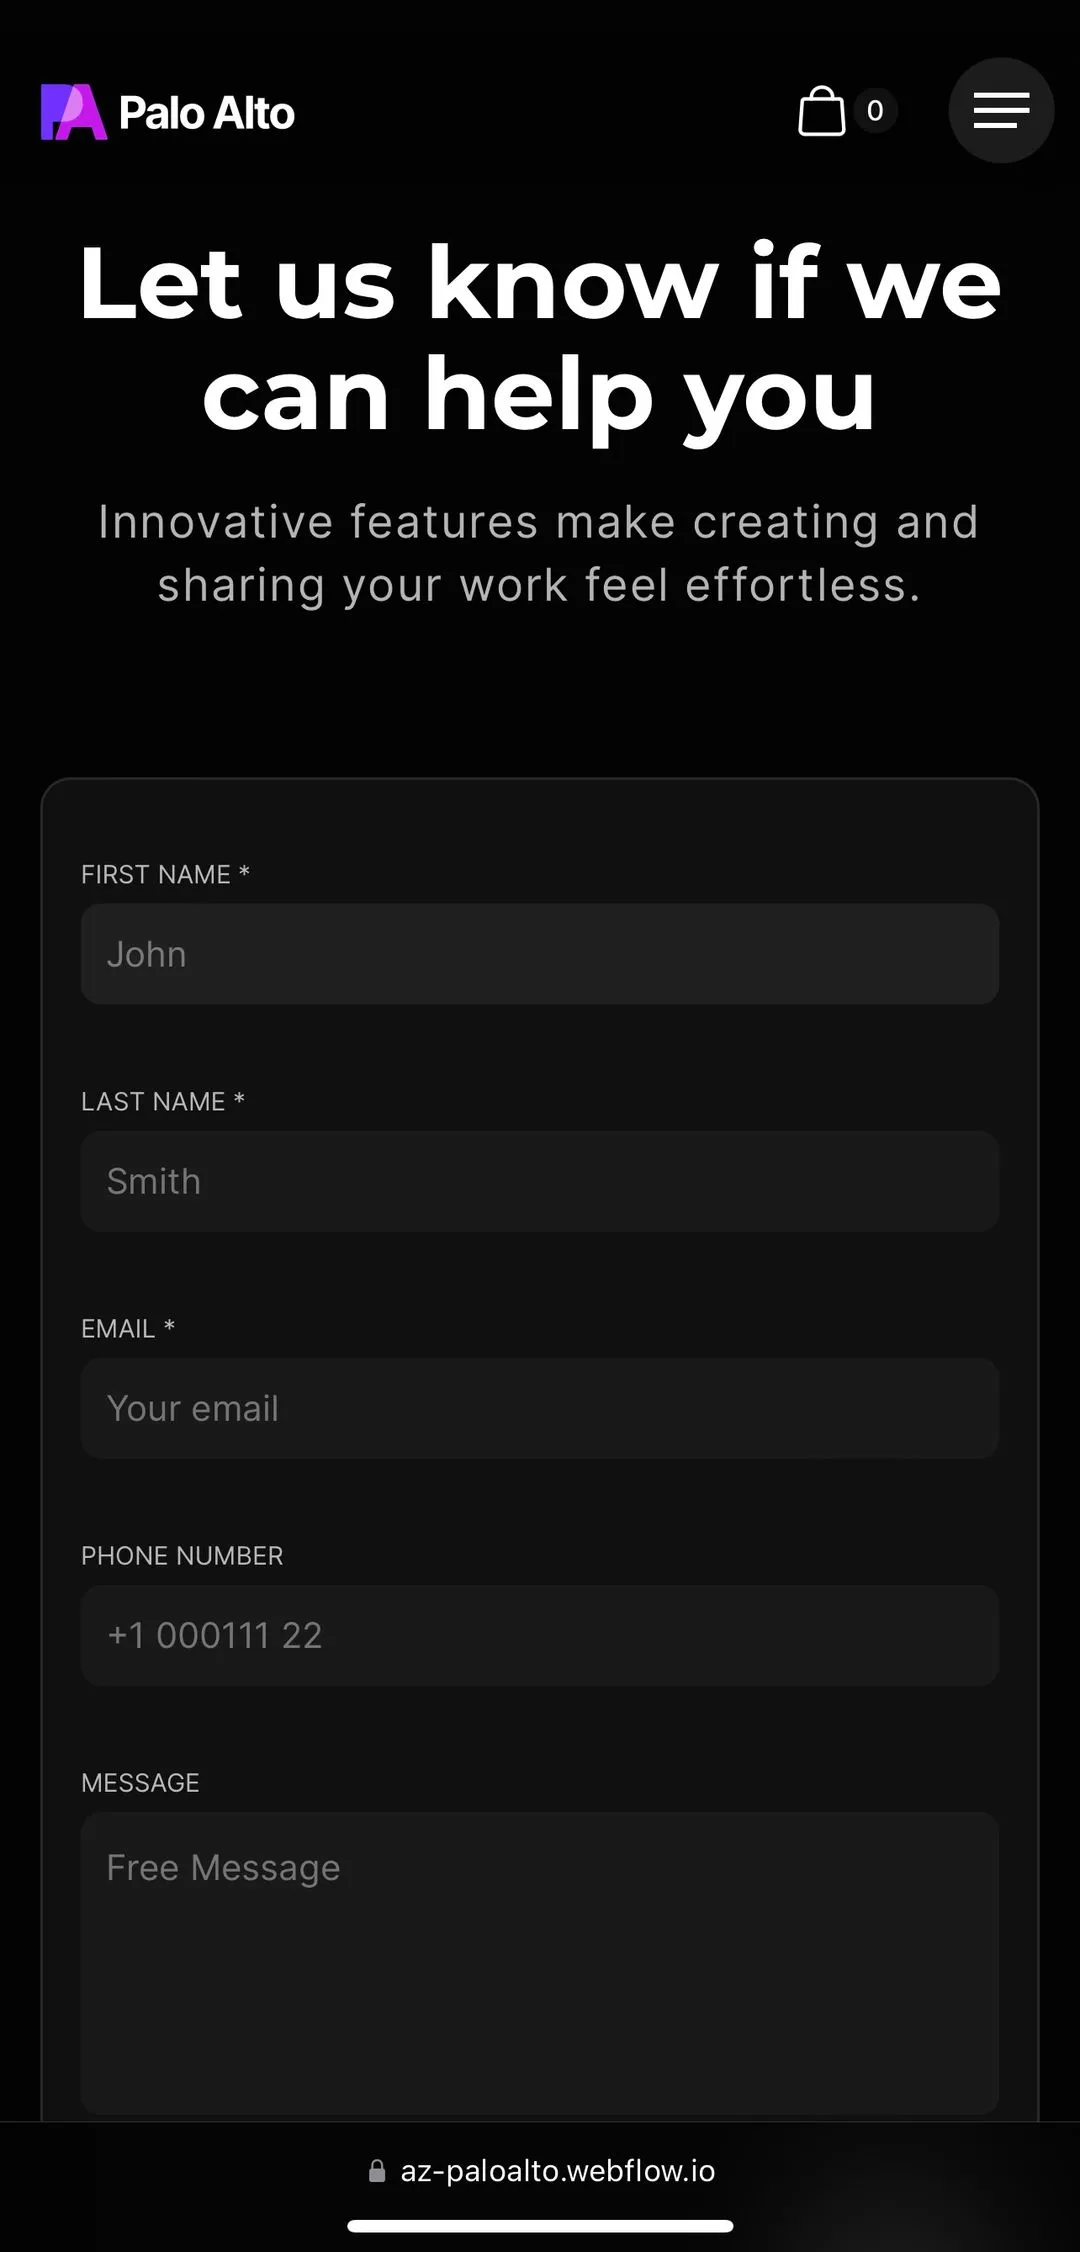 Palo Alto
0
Let us know if we
can help you
Innovative features make creating and
sharing your work feel effortless.
FIRST NAME *
John
LAST NAME *
Smith
EMAIL *
Your email
PHONE NUMBER
+1 000111 22
MESSAGE
Free Message
az-paloalto.webflow.io